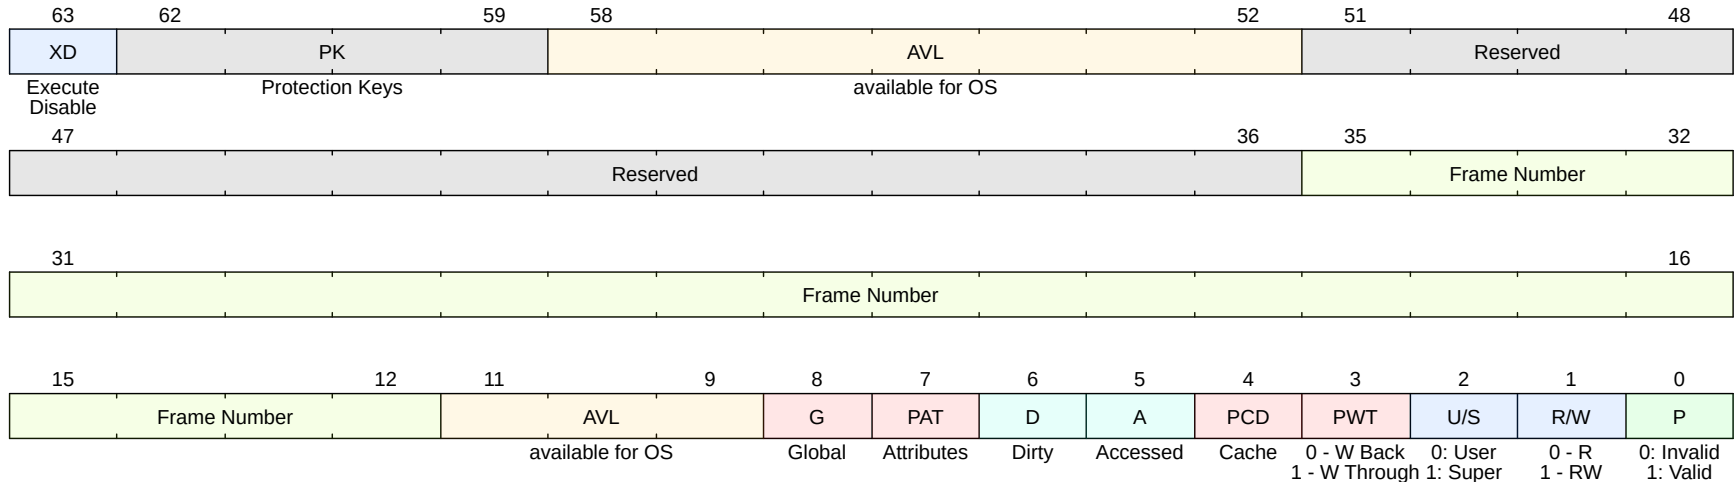 63 62 59 58 52 51 48
XD PK AVL Reserved
Execute Protection Keys available for OS
Disable
47 36 35 32
Reserved Frame Number
31 16
Frame Number
15 12 11 9 8 7 6 5 4 3 2 1 0
Frame Number AVL G PAT D A PCD PWT U/S R/W P
available for OS Global Attributes Dirty Accessed Cache 0 - W Back 0: User 0 - R 0: Invalid
1 - W Through 1: Super 1 - RW 1: Valid